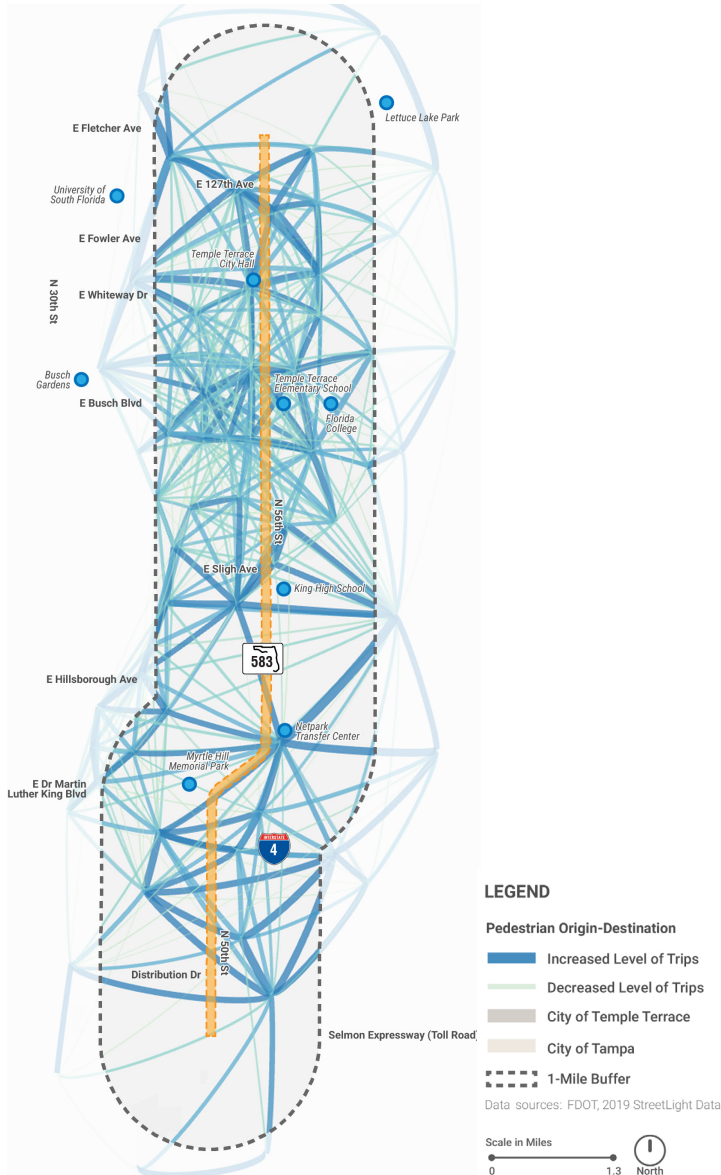 E Fletcher Ave
Lettuce Lake Park
E 127th Ave
University of
South Florida
E Fowler Ave
Temple Terrace
City Hall
N 30th St
E Whiteway Dr
Busch
Gardens
Temple Terrace
Elementary School
E Busch Blvd
Florida
College
N 56th St
E Sligh Ave
King High School
583
E Hillsborough Ave
Netpark
Transfer Center
Myrtle Hill
Memorial Park
E Dr Martin
Luther King Blvd
INTERSTATE
4
N 50th St
Distribution Dr
Selmon Expressway (Toll Road)
LEGEND
Pedestrian Origin-Destination
Increased Level of Trips
Decreased Level of Trips
City of Temple Terrace
City of Tampa
1-Mile Buffer
Data sources: FDOT, 2019 StreetLight Data
Scale in Miles
0 1.3
North